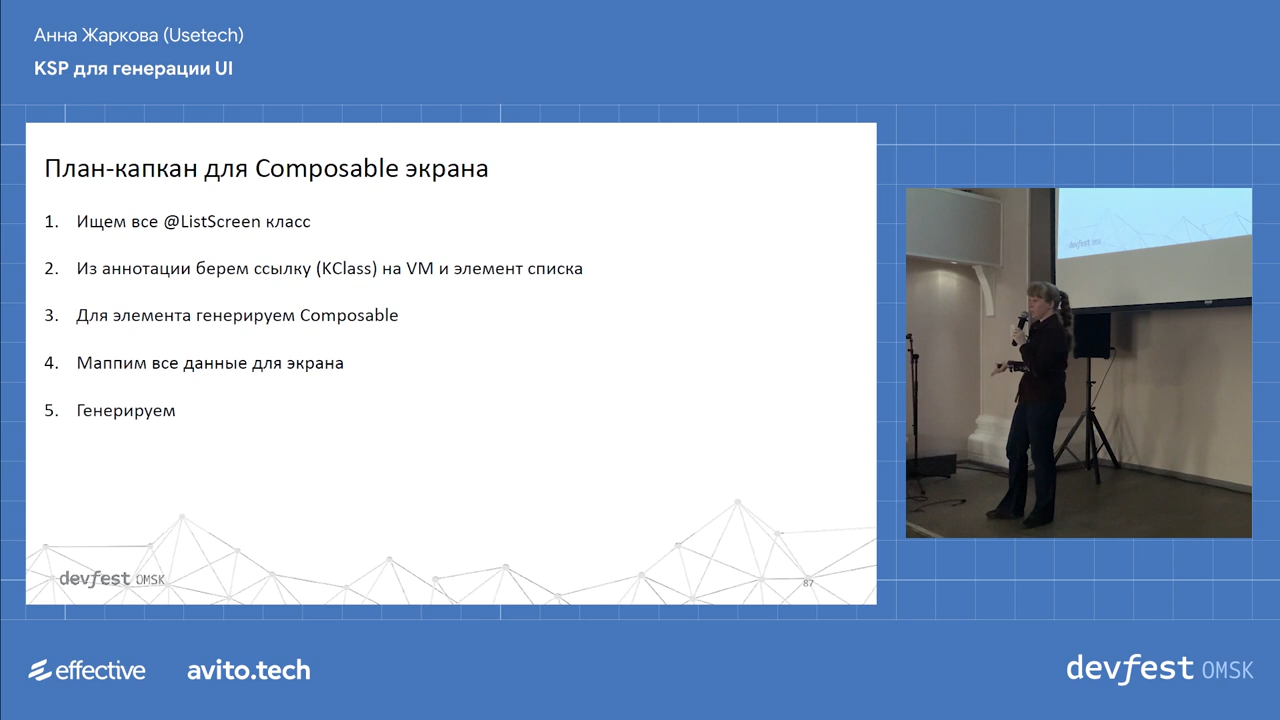 Анна Жаркова (Usetech)
KSP для генерации UI
План-капкан для Composable экрана
1. Ищем все @ListScreen класс
2. Из аннотации берем ссылку (KClass) на VM и элемент списка
3. Для элемента генерируем Composable
4. Маппим все данные для экрана
5. Генерируем
devfest OMSK
87
devfest OMSK
effective
avito.tech
devfest OMSK